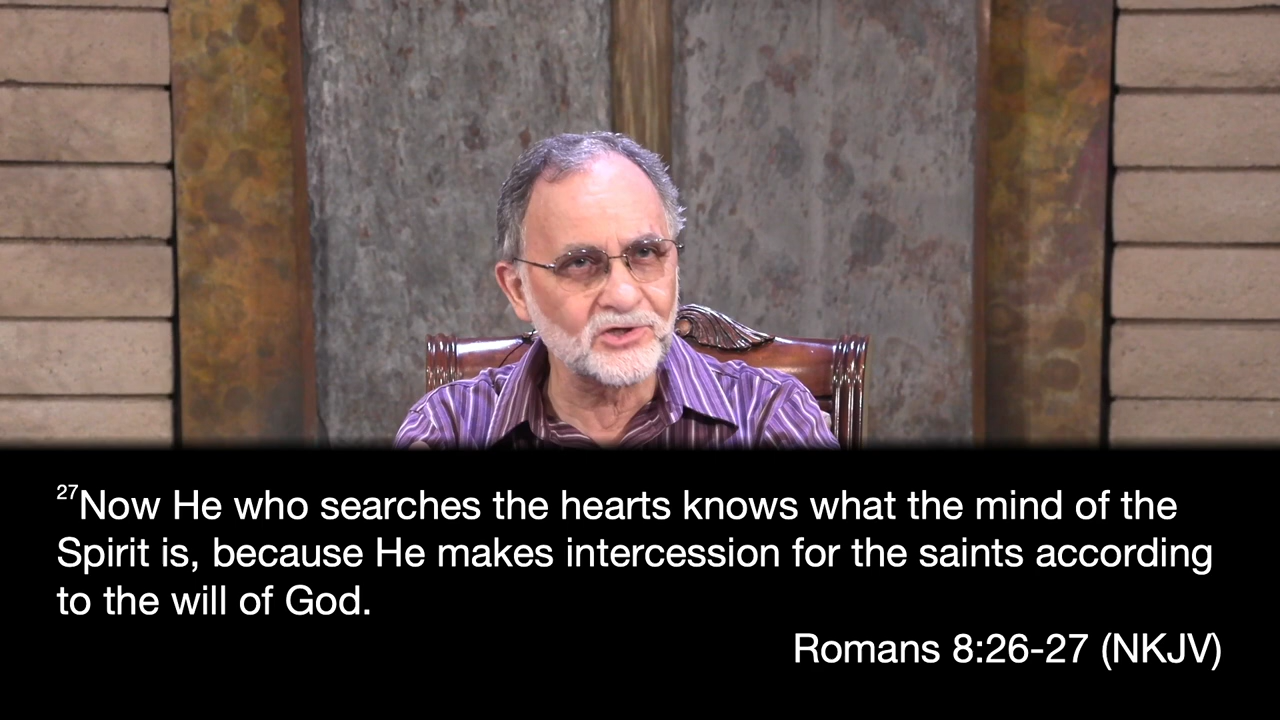 27Now He who searches the hearts knows what the mind of the
Spirit is, because He makes intercession for the saints according
to the will of God.
Romans 8:26-27 (NKJV)